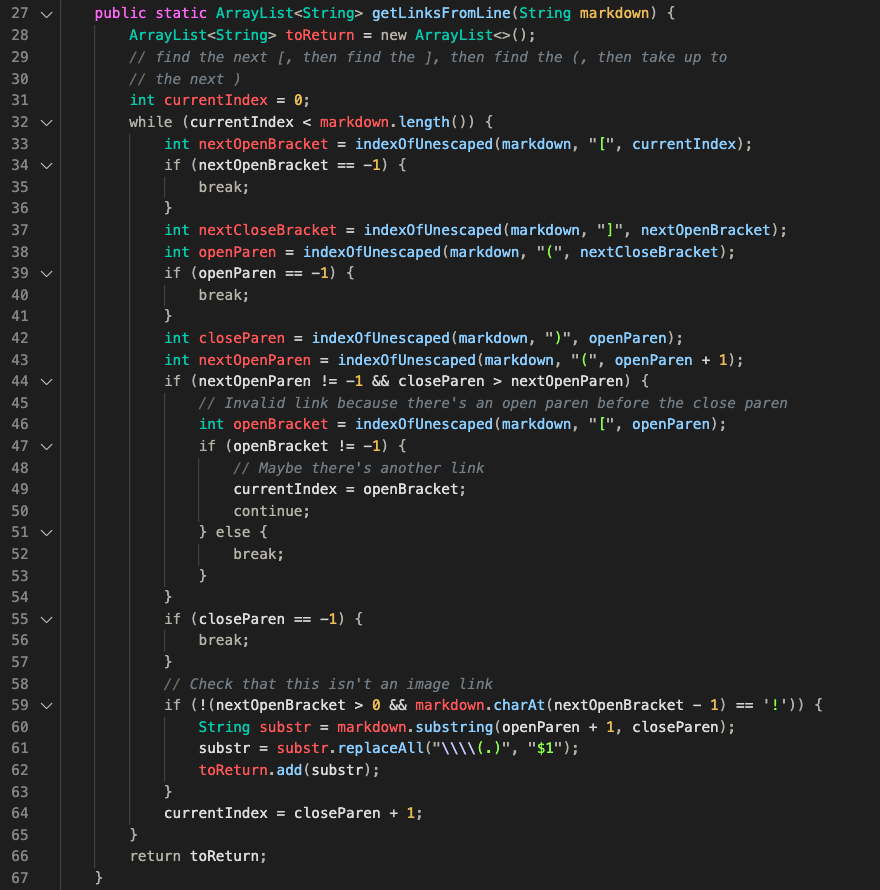 27 public static ArrayList<String> getLinksFromLine(String markdown) {
28 ArrayList<String> toReturn = new ArrayList<>();
29 // find the next [, then find the ], then find the (, then take up to
30 // the next )
31 int currentIndex = 0;
32 while (currentIndex < markdown.length()) {
33 int nextOpenBracket = indexOfUnescaped(markdown, "[", currentIndex);
34 if (nextOpenBracket == -1) {
35 break;
36 }
37 int nextCloseBracket = indexOfUnescaped(markdown, "]", nextOpenBracket);
38 int openParen = indexOfUnescaped(markdown, "(", nextCloseBracket);
39 if (openParen == -1) {
40 break;
41 }
42 int closeParen = indexOfUnescaped(markdown, ")", openParen);
43 int nextOpenParen = indexOfUnescaped(markdown, "(", openParen + 1);
44 if (nextOpenParen != -1 && closeParen > nextOpenParen) {
45 // Invalid link because there's an open paren before the close paren
46 int openBracket = indexOfUnescaped(markdown, "[", openParen);
47 if (openBracket != -1) {
48 // Maybe there's another link
49 currentIndex = openBracket;
50 continue;
51 } else {
52 break;
53 }
54 }
55 if (closeParen == -1) {
56 break;
57 }
58 // Check that this isn't an image link
59 if (!(nextOpenBracket > 0 && markdown.charAt(nextOpenBracket - 1) == '!')) {
60 String substr = markdown.substring(openParen + 1, closeParen);
61 substr = substr.replaceAll("\\\\(.)", "$1");
62 toReturn.add(substr);
63 }
64 currentIndex = closeParen + 1;
65 }
66 return toReturn;
67 }